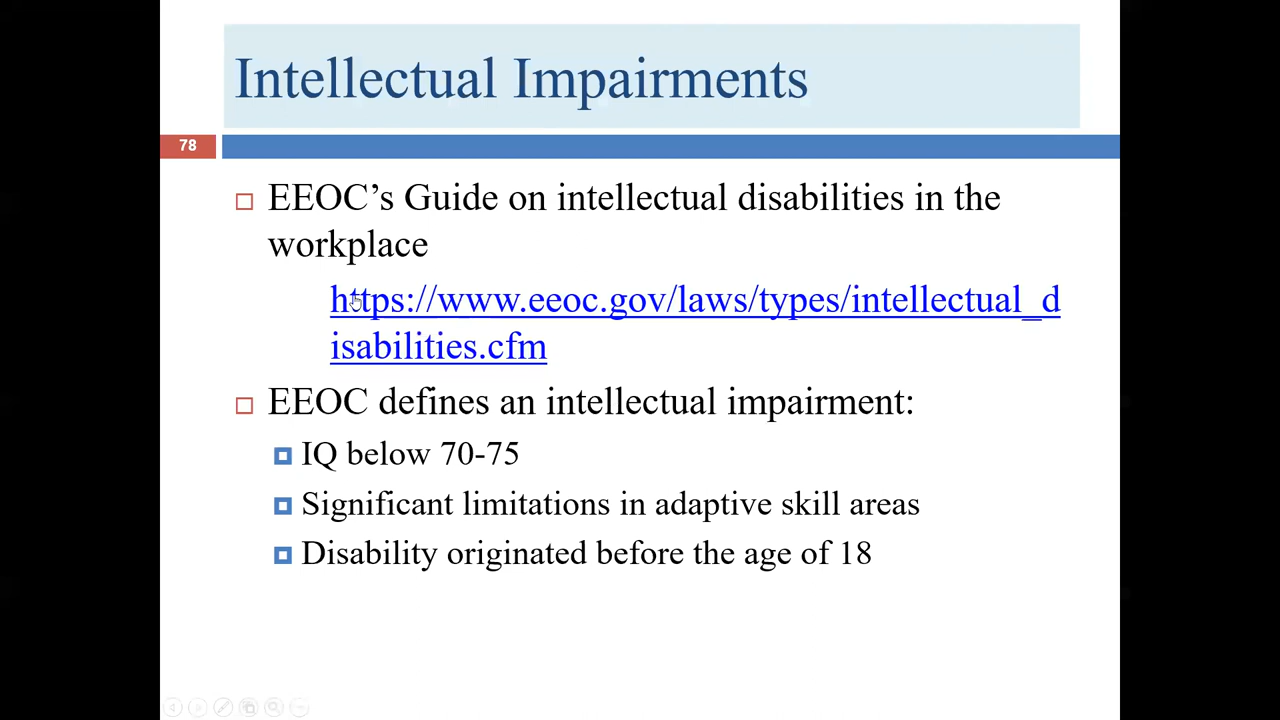 Intellectual Impairments
78
EEOC’s Guide on intellectual disabilities in the
workplace
https://www.eeoc.gov/laws/types/intellectual_d
isabilities.cfm
EEOC defines an intellectual impairment:
IQ below 70-75
Significant limitations in adaptive skill areas
Disability originated before the age of 18